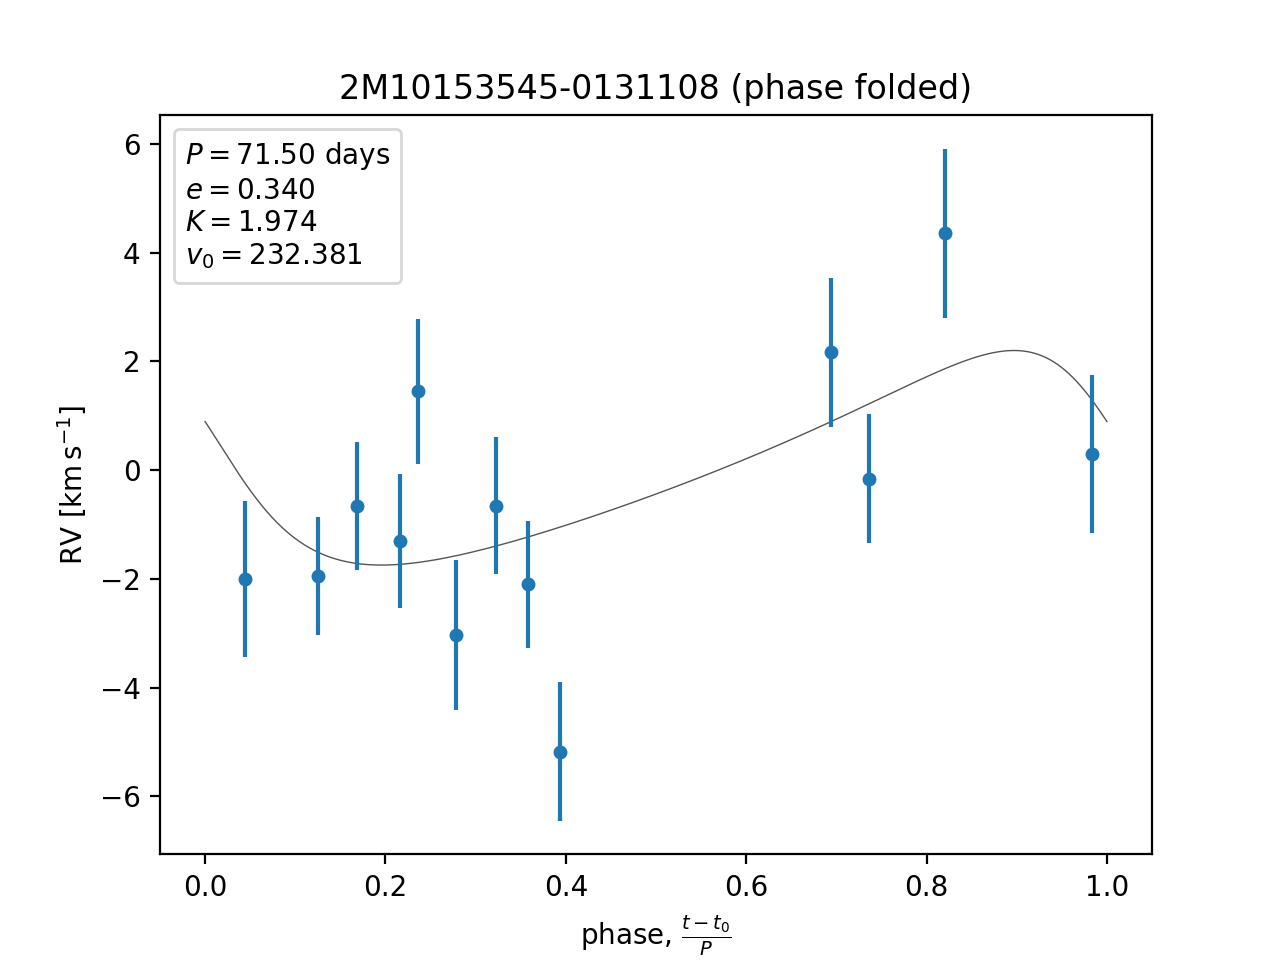 2M10153545-0131108 (phase folded)
P = 71.50 days
e = 0.340
K = 1.974
v₀ = 232.381
RV [km s⁻¹]
6
4
2
0
−2
−4
−6
0.0 0.2 0.4 0.6 0.8 1.0
phase, (t − t₀)/P